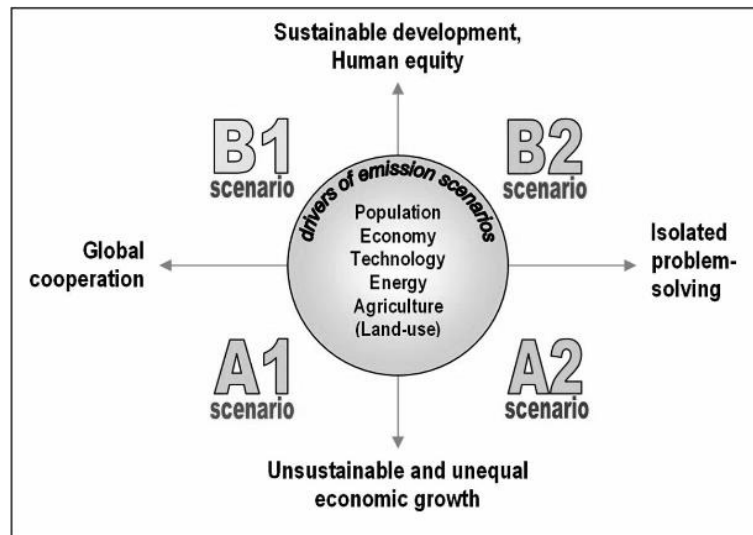 Sustainable development,
Human equity
B1
scenario
B2
scenario
drivers of emission scenarios
Population
Economy
Technology
Energy
Agriculture
(Land-use)
Global
cooperation
Isolated
problem-
solving
A1
scenario
A2
scenario
Unsustainable and unequal
economic growth